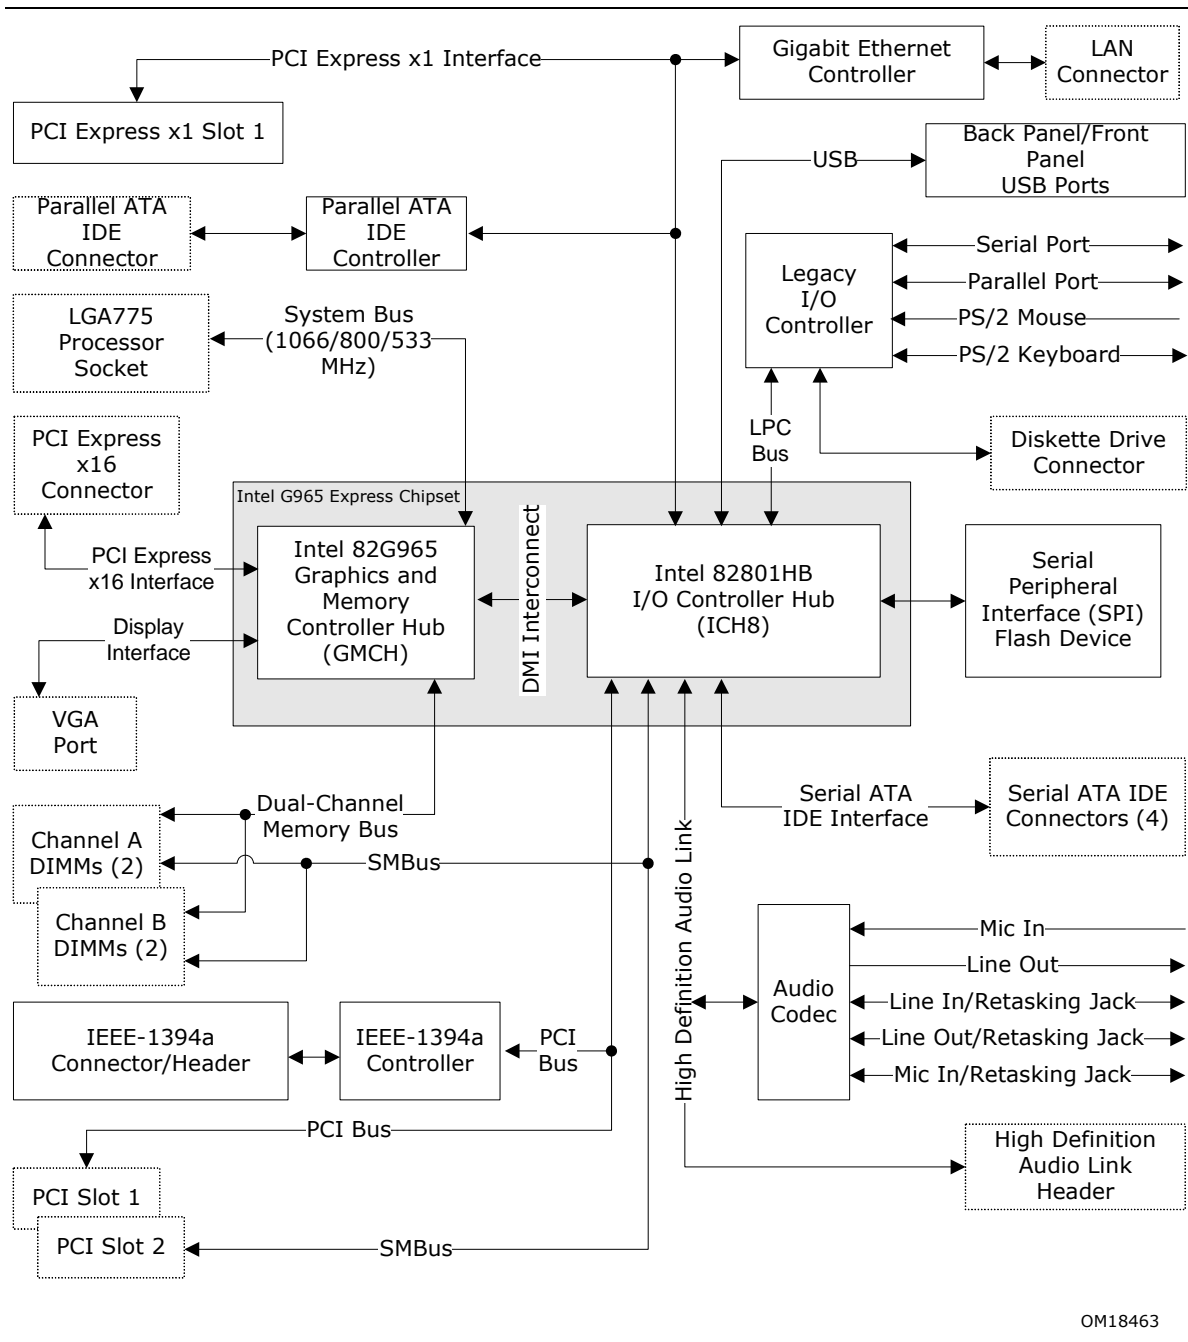 PCI Express x1 Interface
Gigabit Ethernet
Controller
LAN
Connector
PCI Express x1 Slot 1
USB
Back Panel/Front
Panel
USB Ports
Parallel ATA
IDE
Connector
Parallel ATA
IDE
Controller
Legacy
I/O
Controller
Serial Port
Parallel Port
PS/2 Mouse
PS/2 Keyboard
LGA775
Processor
Socket
System Bus
(1066/800/533
MHz)
PCI Express
x16
Connector
LPC
Bus
Diskette Drive
Connector
Intel G965 Express Chipset
PCI Express
x16 Interface
Intel 82G965
Graphics and
Memory
Controller Hub
(GMCH)
DMI Interconnect
Intel 82801HB
I/O Controller Hub
(ICH8)
Serial
Peripheral
Interface (SPI)
Flash Device
Display
Interface
VGA
Port
Dual-Channel
Memory Bus
Serial ATA
IDE Interface
Serial ATA IDE
Connectors (4)
Channel A
DIMMs (2)
SMBus
Channel B
DIMMs (2)
High Definition Audio Link
Audio
Codec
Mic In
Line Out
Line In/Retasking Jack
Line Out/Retasking Jack
Mic In/Retasking Jack
IEEE-1394a
Connector/Header
IEEE-1394a
Controller
PCI
Bus
PCI Bus
High Definition
Audio Link
Header
PCI Slot 1
PCI Slot 2
SMBus
OM18463